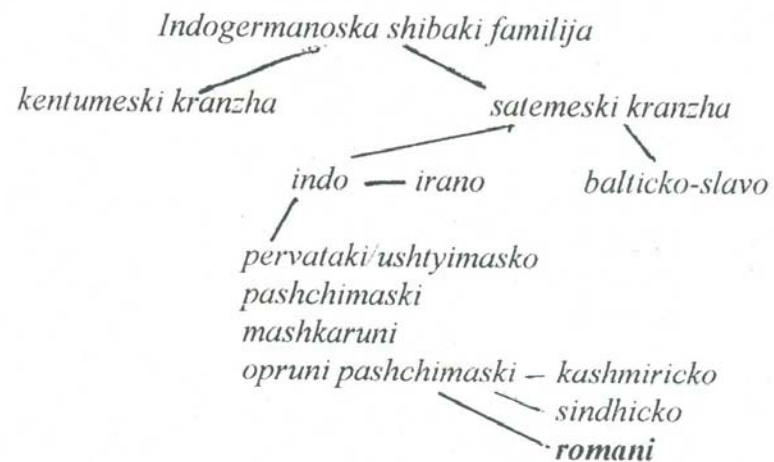 Indogermanoska shibaki familija
kentumeski kranzha satemeski kranzha
indo — irano balticko-slavo
pervataki/ushtyimasko
pashchimaski
mashkaruni
opruni pashchimaski – kashmiricko
sindhicko
romani